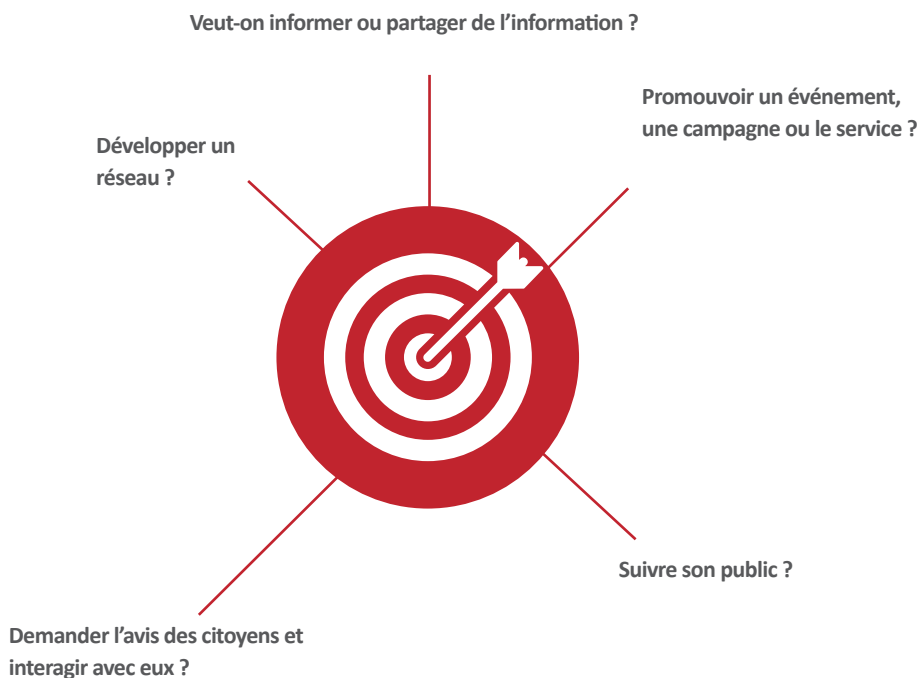 Veut-on informer ou partager de l’information ?
Promouvoir un événement,
une campagne ou le service ?
Développer un
réseau ?
Suivre son public ?
Demander l’avis des citoyens et
interagir avec eux ?